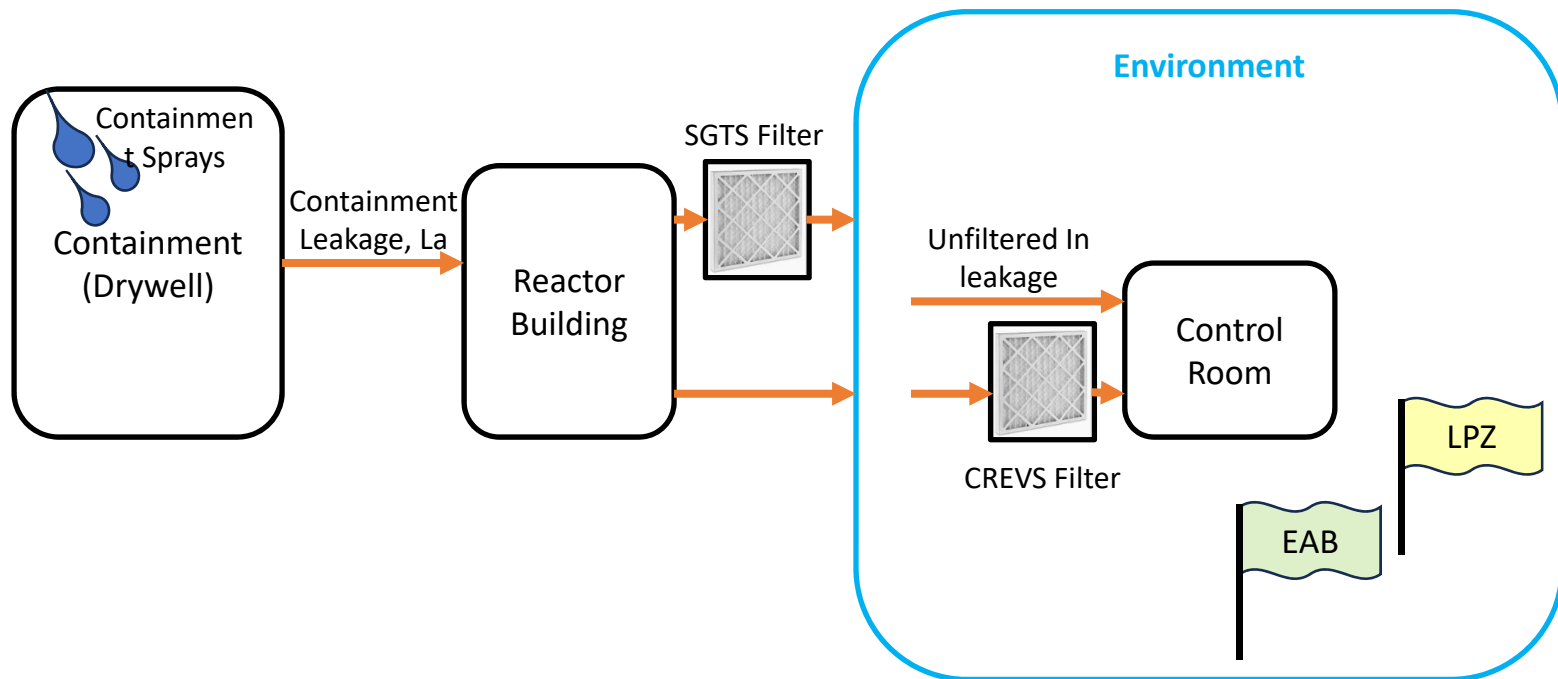 Environment
Containmen
t Sprays
Containment
(Drywell)
Containment
Leakage, La
Reactor
Building
SGTS Filter
Unfiltered In
leakage
Control
Room
CREVS Filter
LPZ
EAB